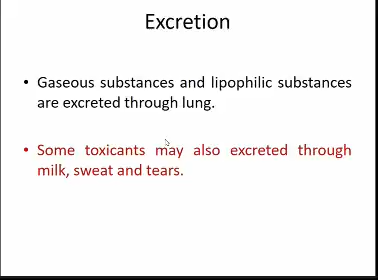 Excretion
• Gaseous substances and lipophilic substances
are excreted through lung.
• Some toxicants may also excreted through
milk, sweat and tears.